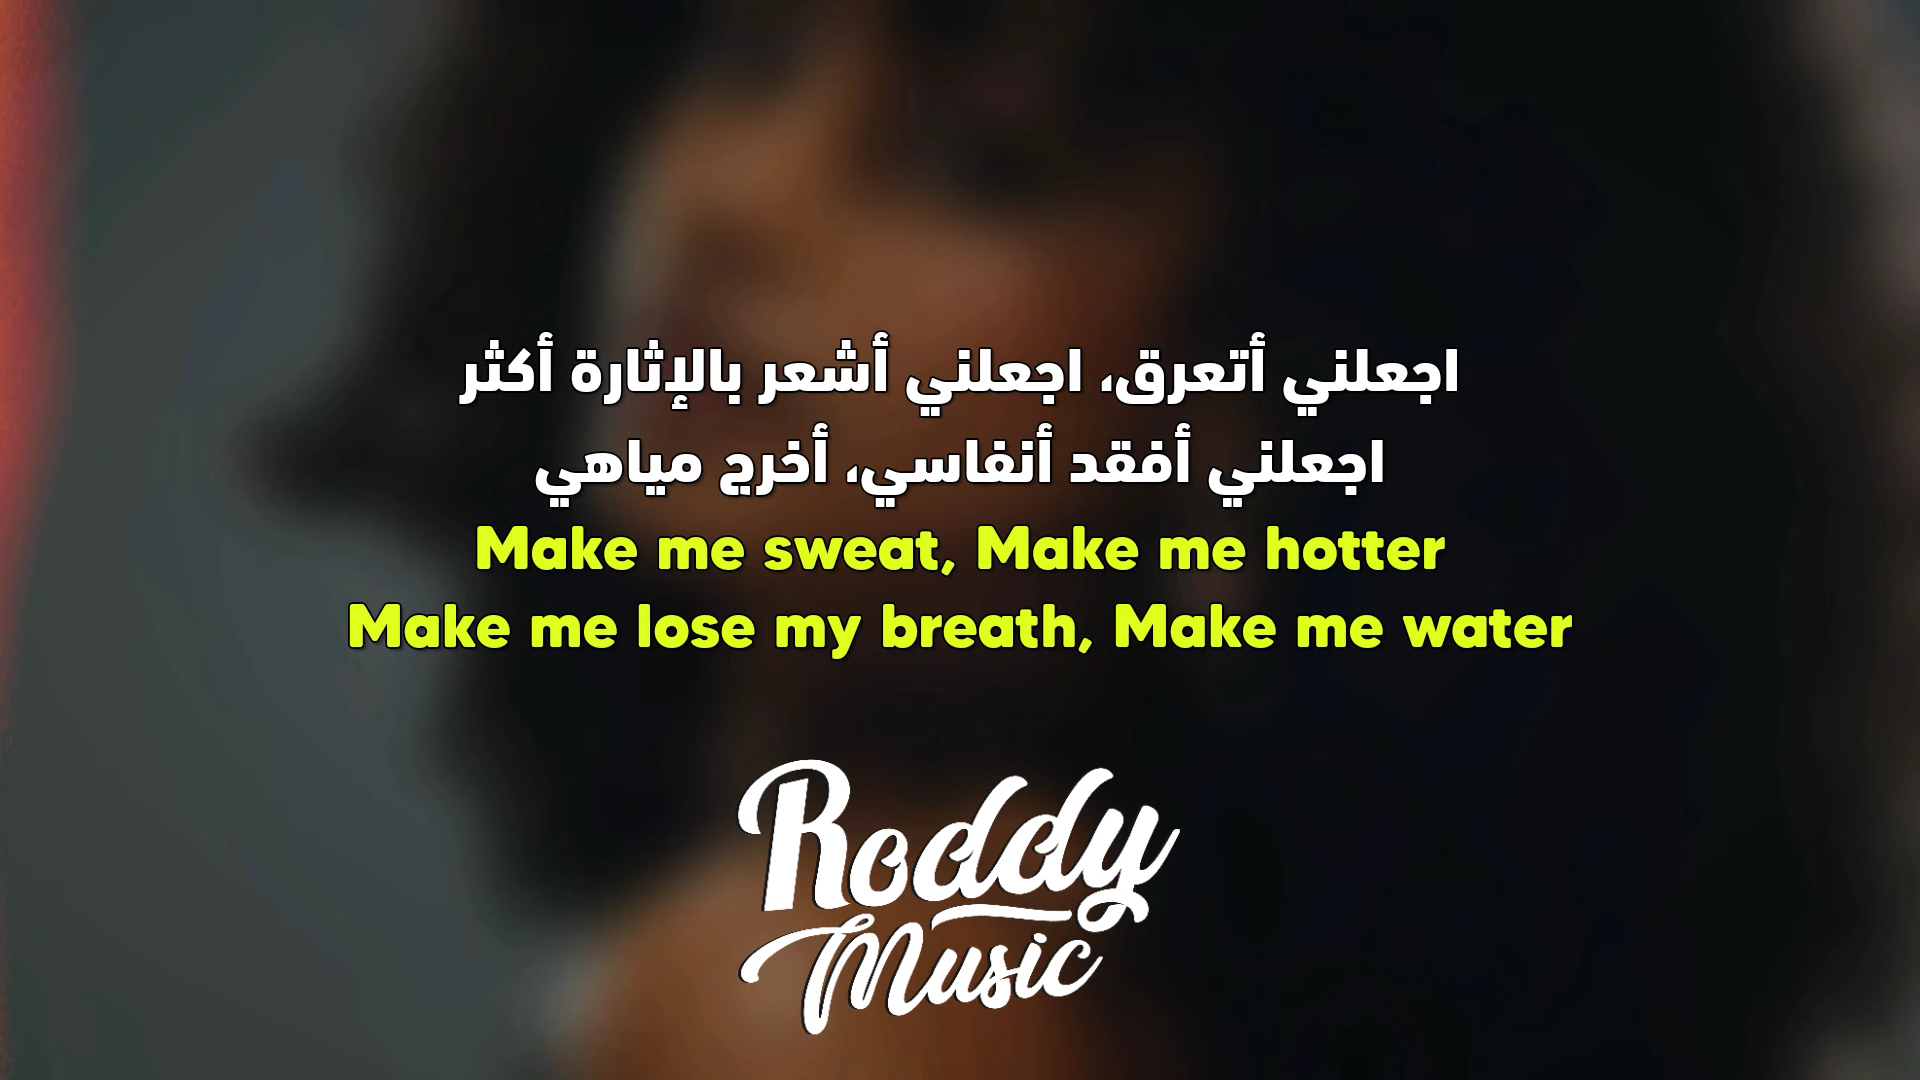 اجعلني أتعرق، اجعلني أشعر بالإثارة أكثر
اجعلني أفقد أنفاسي، أخرج مياهي
Make me sweat, Make me hotter
Make me lose my breath, Make me water
Roddy
Music